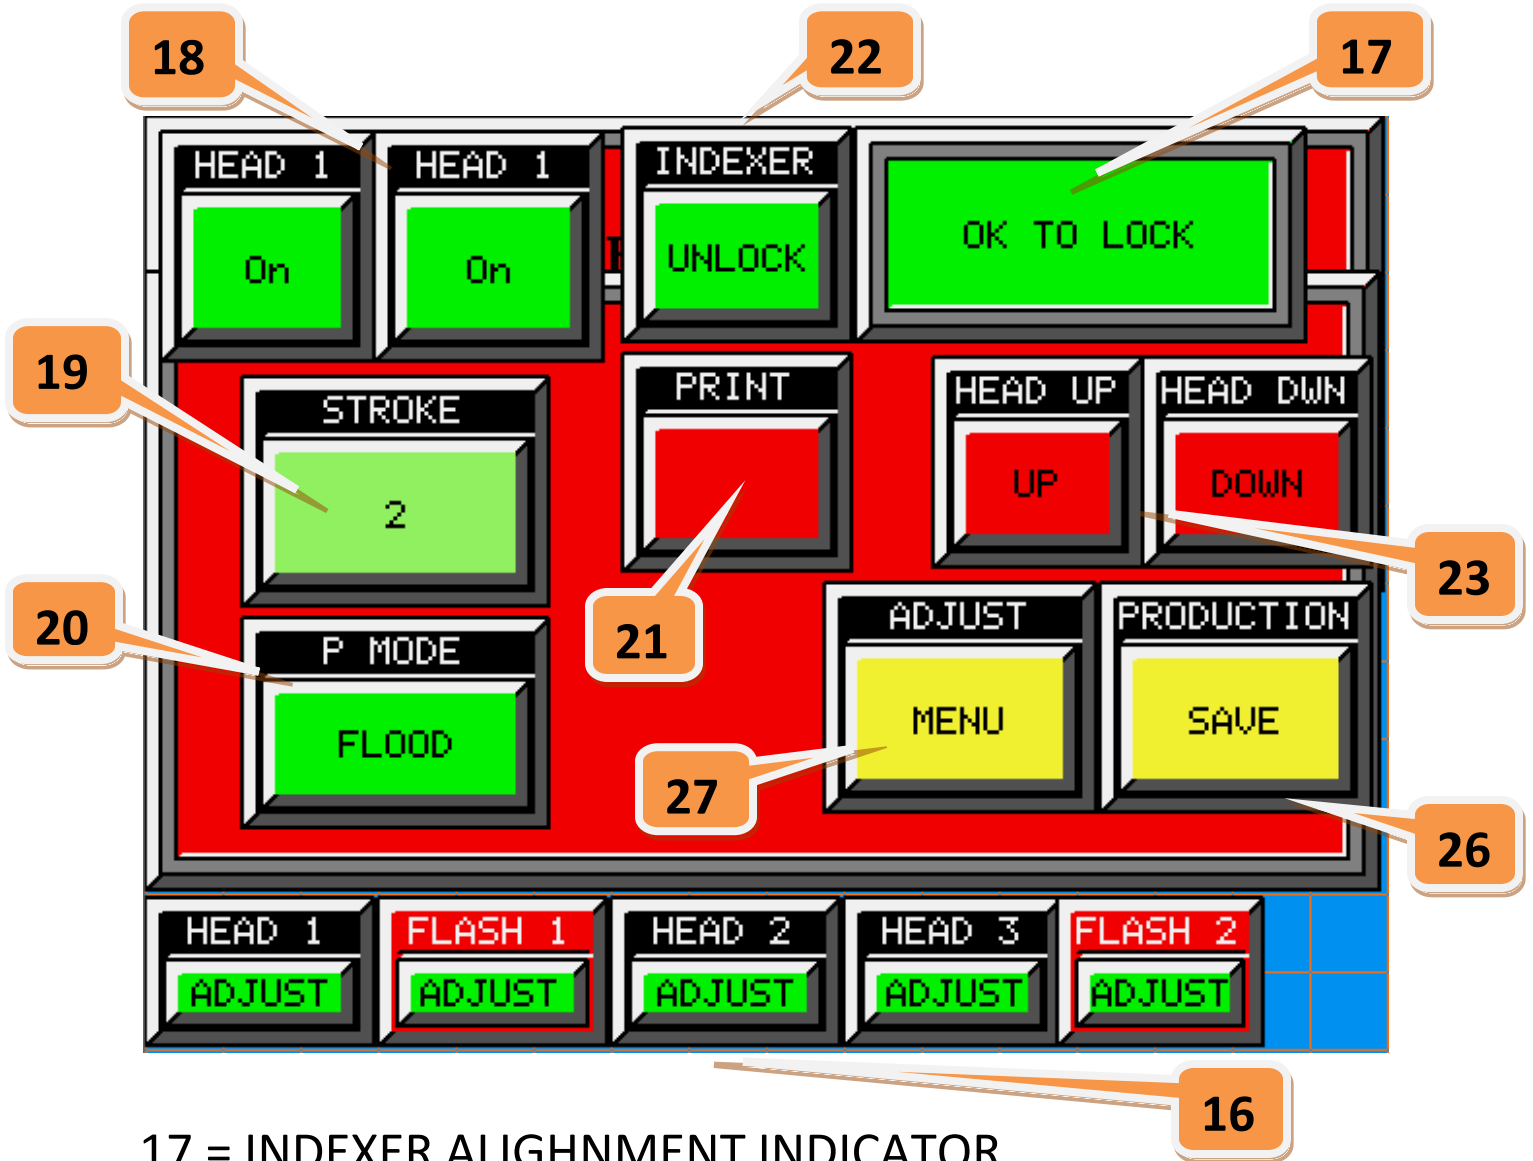 18
22
17
HEAD 1
HEAD 1
INDEXER
On
On
UNLOCK
OK TO LOCK
19
STROKE
2
PRINT
HEAD UP
HEAD DWN
UP
DOWN
23
20
P MODE
FLOOD
21
ADJUST
PRODUCTION
MENU
SAVE
27
26
HEAD 1
FLASH 1
HEAD 2
HEAD 3
FLASH 2
ADJUST
ADJUST
ADJUST
ADJUST
ADJUST
16
17 = INDEXER ALIGHNMENT INDICATOR